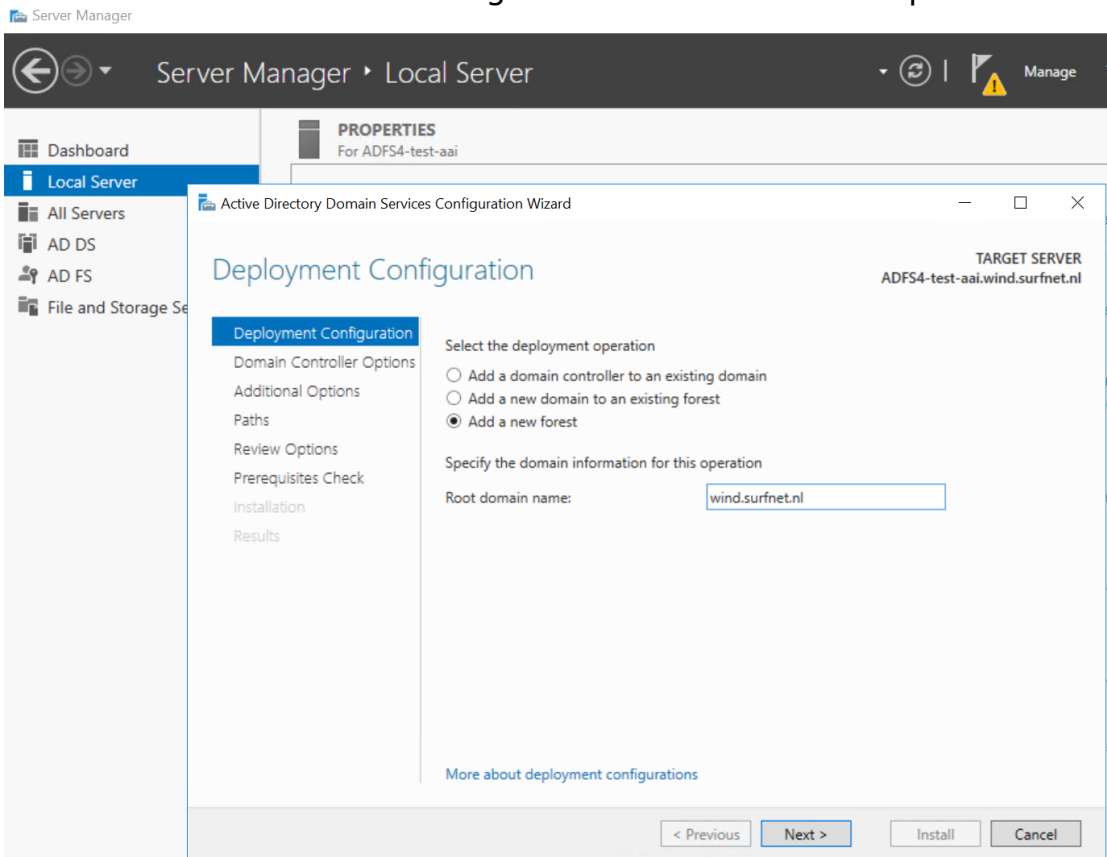 Server Manager
Server Manager ‣ Local Server
Manage
Dashboard
Local Server
All Servers
AD DS
AD FS
File and Storage Se
PROPERTIES
For ADFS4-test-aai
Active Directory Domain Services Configuration Wizard
Deployment Configuration
TARGET SERVER
ADFS4-test-aai.wind.surfnet.nl
Deployment Configuration
Domain Controller Options
Additional Options
Paths
Review Options
Prerequisites Check
Installation
Results
Select the deployment operation
Add a domain controller to an existing domain
Add a new domain to an existing forest
Add a new forest
Specify the domain information for this operation
Root domain name: wind.surfnet.nl
More about deployment configurations
< Previous Next > Install Cancel